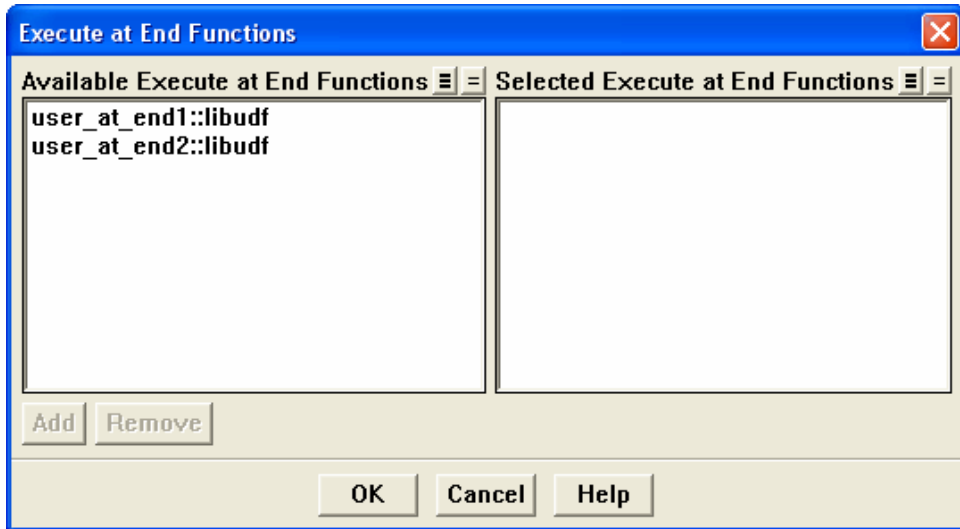 Execute at End Functions
Available Execute at End Functions
Selected Execute at End Functions
user_at_end1::libudf
user_at_end2::libudf
Add
Remove
OK
Cancel
Help